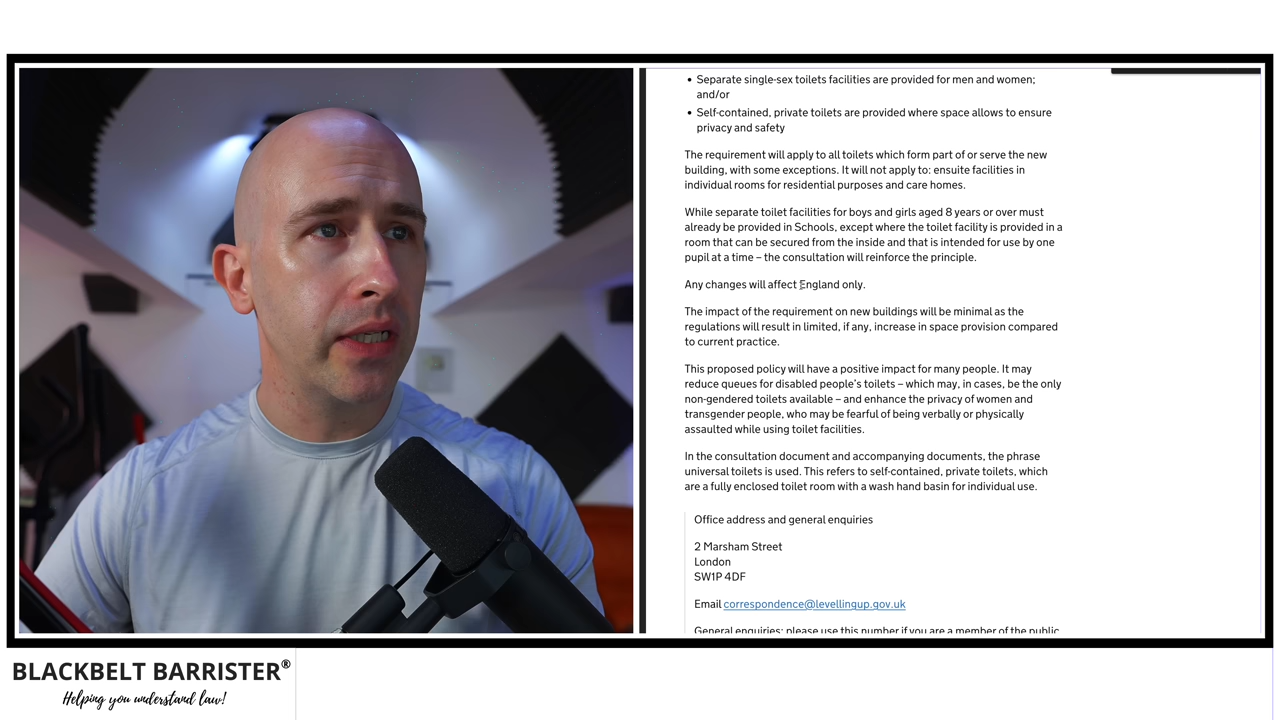 • Separate single-sex toilets facilities are provided for men and women;
and/or
• Self-contained, private toilets are provided where space allows to ensure
privacy and safety
The requirement will apply to all toilets which form part of or serve the new
building, with some exceptions. It will not apply to: ensuite facilities in
individual rooms for residential purposes and care homes.
While separate toilet facilities for boys and girls aged 8 years or over must
already be provided in Schools, except where the toilet facility is provided in a
room that can be secured from the inside and that is intended for use by one
pupil at a time – the consultation will reinforce the principle.
Any changes will affect England only.
The impact of the requirement on new buildings will be minimal as the
regulations will result in limited, if any, increase in space provision compared
to current practice.
This proposed policy will have a positive impact for many people. It may
reduce queues for disabled people’s toilets – which may, in cases, be the only
non-gendered toilets available – and enhance the privacy of women and
transgender people, who may be fearful of being verbally or physically
assaulted while using toilet facilities.
In the consultation document and accompanying documents, the phrase
universal toilets is used. This refers to self-contained, private toilets, which
are a fully enclosed toilet room with a wash hand basin for individual use.
Office address and general enquiries
2 Marsham Street
London
SW1P 4DF
Email correspondence@levellingup.gov.uk
General enquiries: please use this number if you are a member of the public
BLACKBELT BARRISTER®
Helping you understand law!